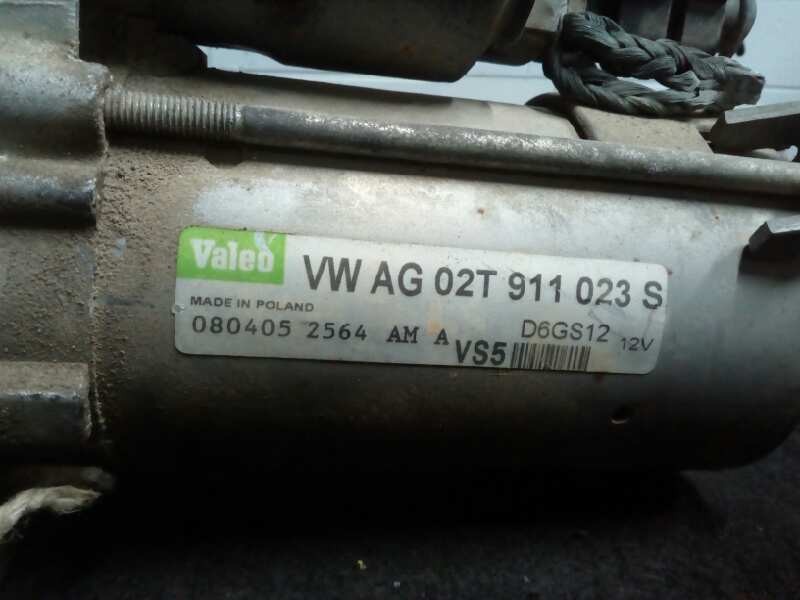 Valeo VW AG 02T 911 023 S
MADE IN POLAND
080405 2564 AM A D6GS12 12V
VS5